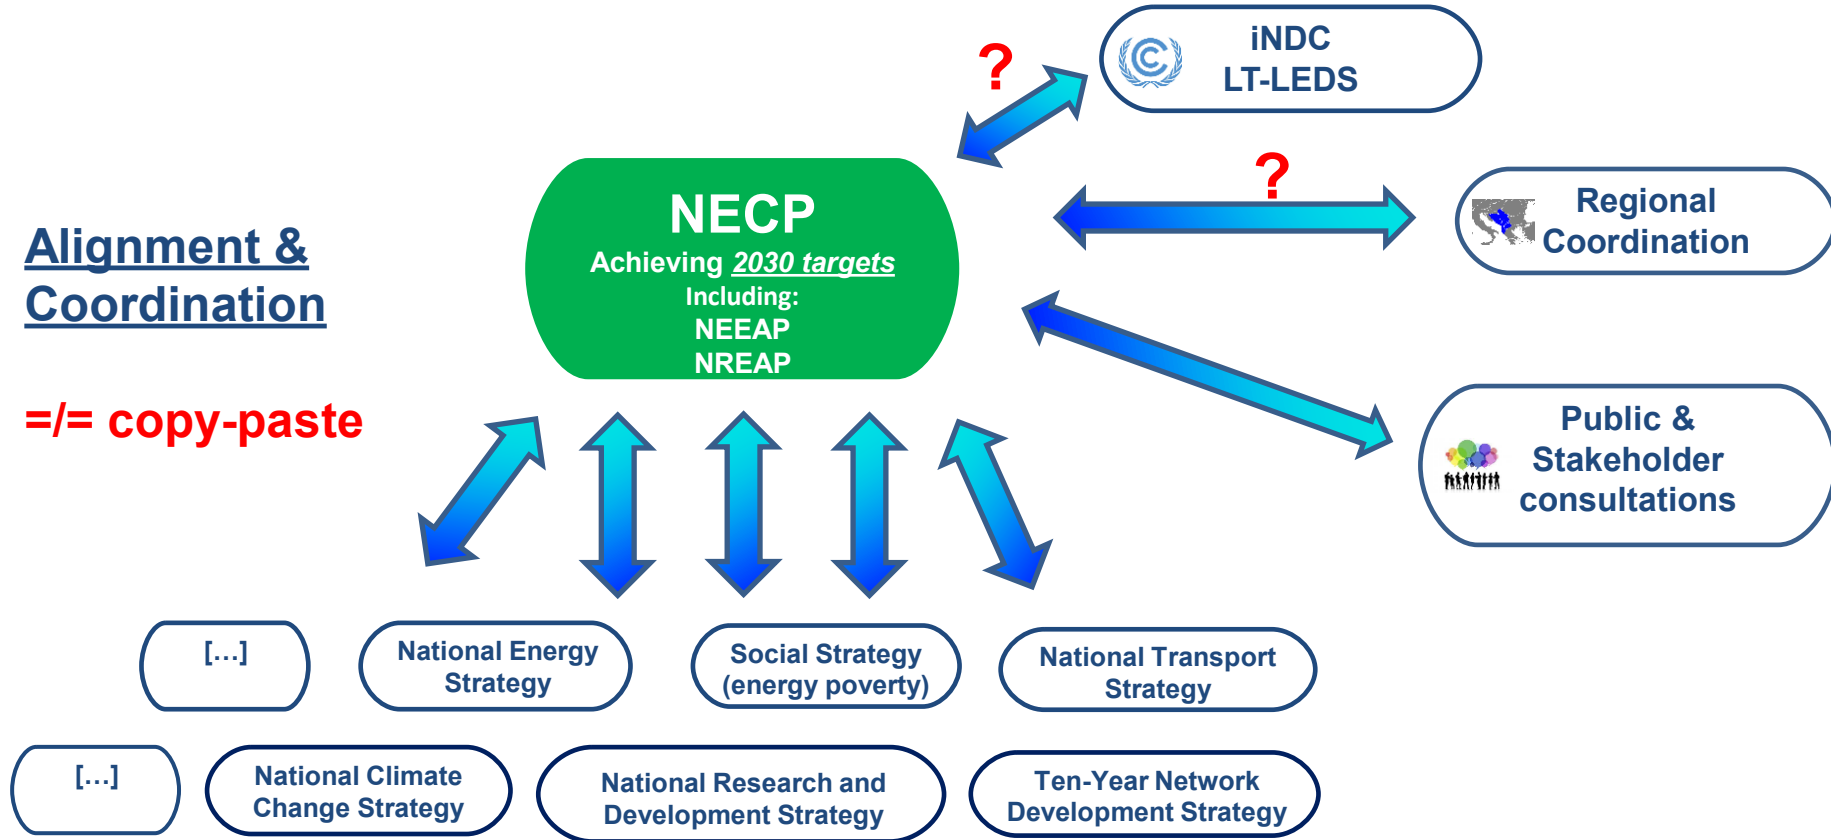 ?
iNDC
LT-LEDS
?
Regional
Coordination
NECP
Achieving 2030 targets
Including:
NEEAP
NREAP
Alignment &
Coordination
=/= copy-paste
Public &
Stakeholder
consultations
[...]
National Energy
Strategy
Social Strategy
(energy poverty)
National Transport
Strategy
[...]
National Climate
Change Strategy
National Research and
Development Strategy
Ten-Year Network
Development Strategy